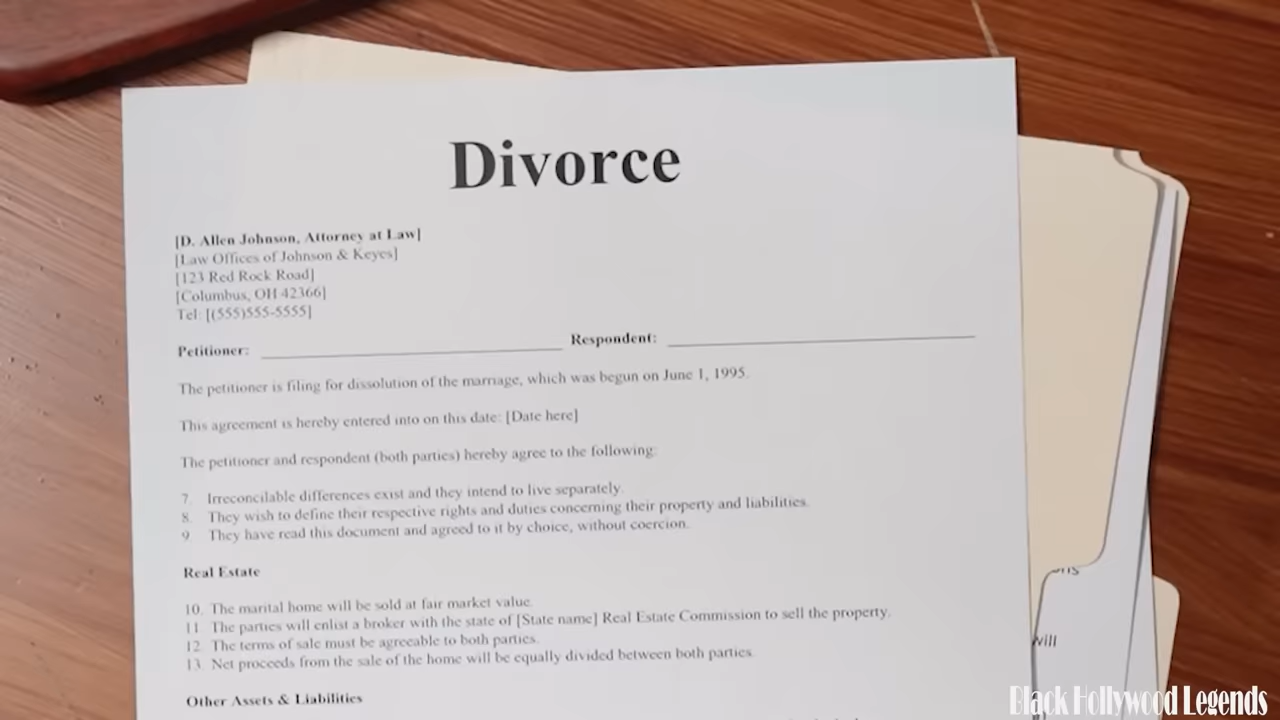 Divorce
[D. Allen Johnson, Attorney at Law]
[Law Offices of Johnson & Keyes]
[123 Red Rock Road]
[Columbus, OH 42366]
Tel: [(555)555-5555]
Petitioner: Respondent:
The petitioner is filing for dissolution of the marriage, which was begun on June 1, 1995.
This agreement is hereby entered into on this date: [Date here]
The petitioner and respondent (both parties) hereby agree to the following:
7. Irreconcilable differences exist and they intend to live separately.
8. They wish to define their respective rights and duties concerning their property and liabilities.
9. They have read this document and agreed to it by choice, without coercion.
Real Estate
10. The marital home will be sold at fair market value.
11 The parties will enlist a broker with the state of [State name] Real Estate Commission to sell the property.
12. The terms of sale must be agreeable to both parties.
13. Net proceeds from the sale of the home will be equally divided between both parties.
Other Assets & Liabilities
will
Black Hollywood Legends